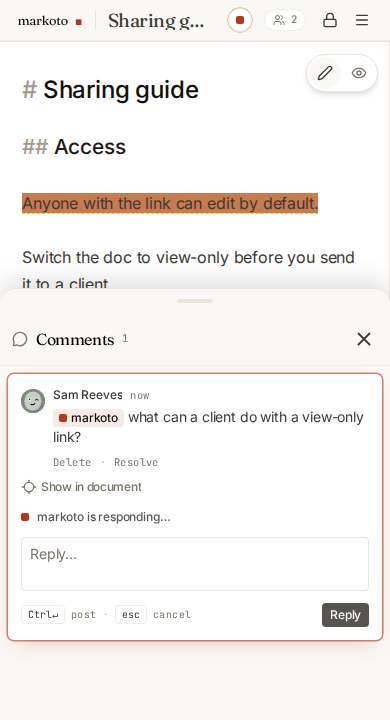 markoto
Sharing g...
2
# Sharing guide
## Access
Anyone with the link can edit by default.
Switch the doc to view-only before you send
it to a client
Comments 1
Sam Reeves now
markoto what can a client do with a view-only
link?
Delete · Resolve
Show in document
markoto is responding...
Reply...
Ctrl↵ post · esc cancel
Reply